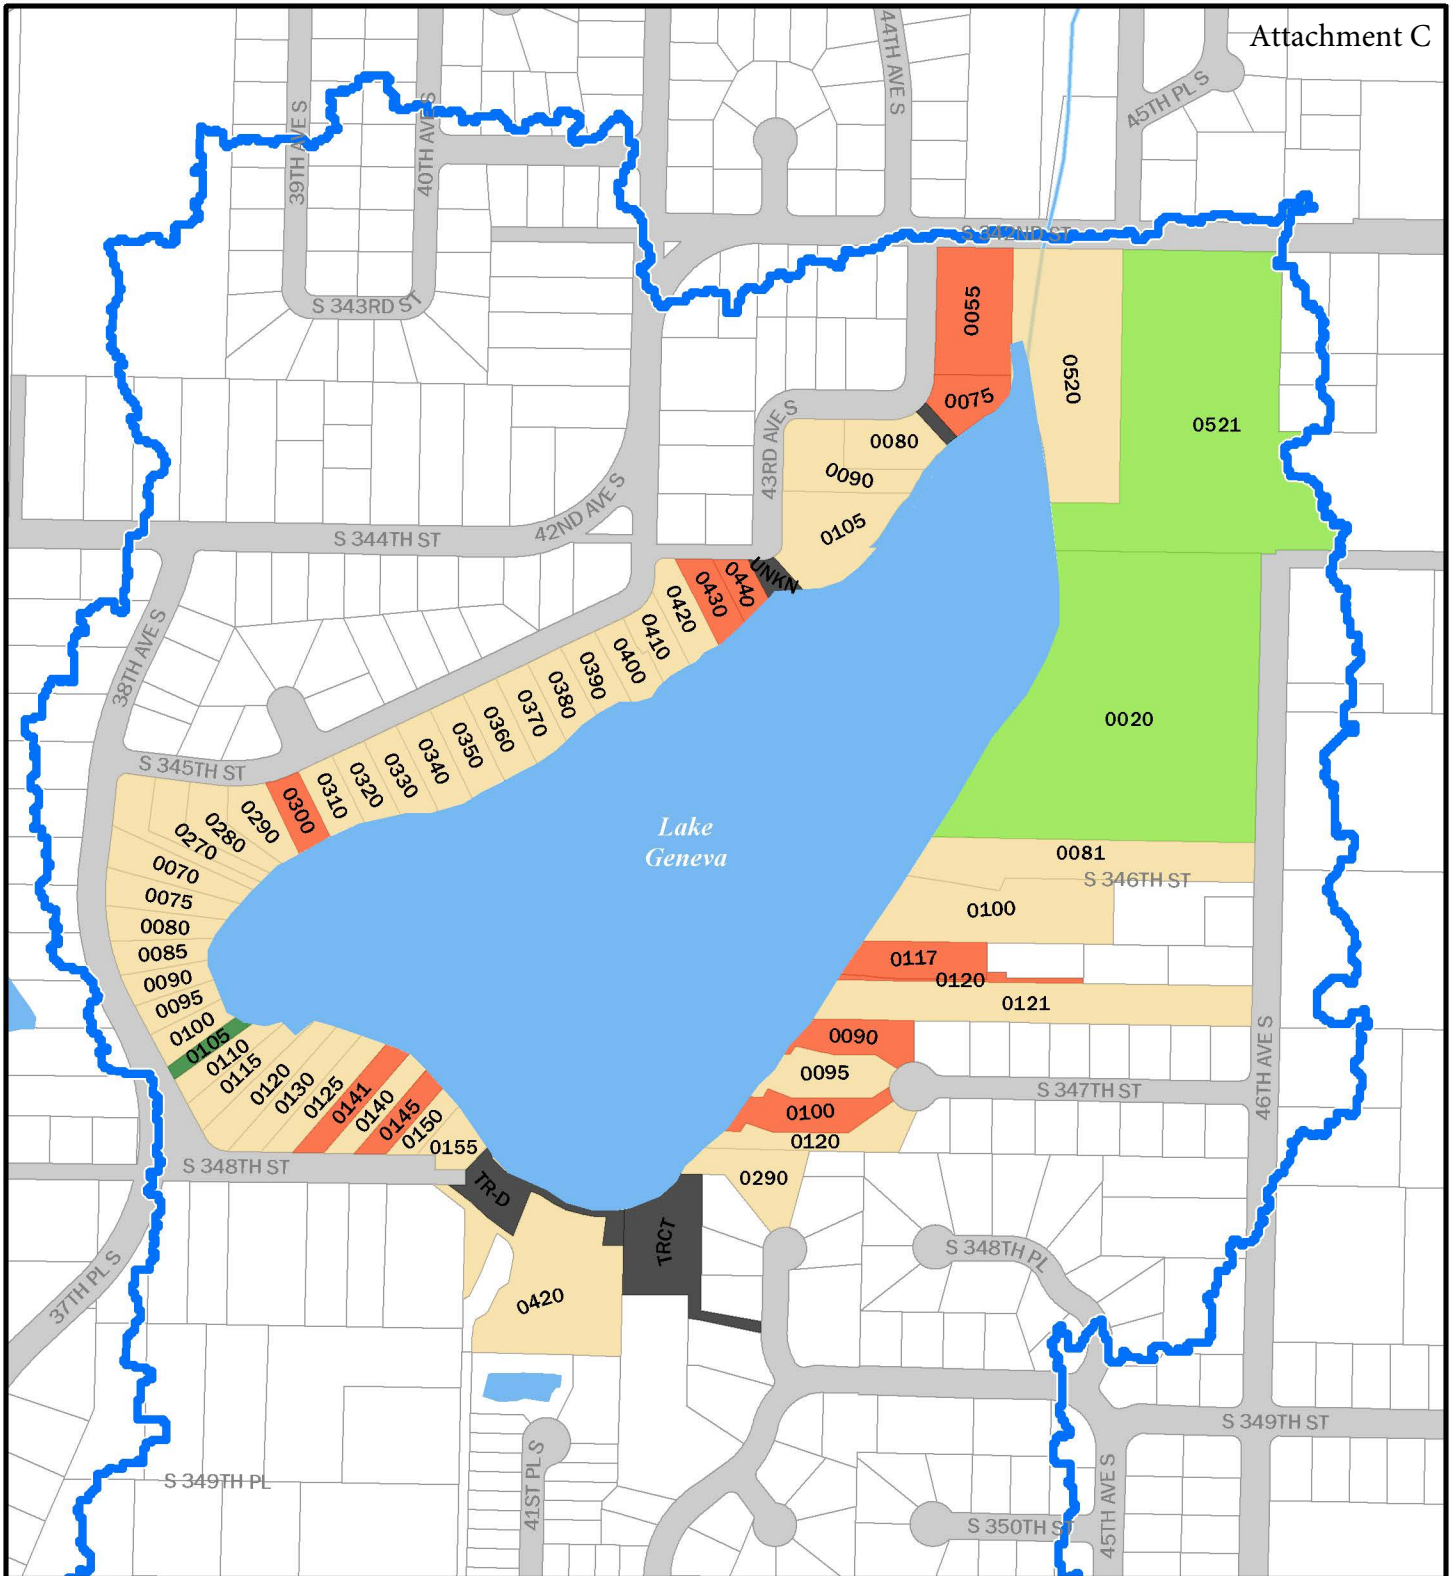 Attachment C
44TH AVE S
45TH PL S
39TH AVE S
40TH AVE S
S 342ND ST
S 343RD ST
0055
0075
0520
0521
43RD AVE S
0080
0090
0105
42ND AVE S
S 344TH ST
UNKN
0440
0430
0420
0410
0400
0390
0380
0370
0360
0350
0340
0330
0320
0310
0300
0290
0280
0270
38TH AVE S
S 345TH ST
0020
Lake
Geneva
0081
S 346TH ST
0100
0070
0075
0080
0085
0090
0095
0100
0105
0110
0115
0120
0130
0125
0141
0140
0145
0150
0155
0117
0120
0121
0090
0095
0100
0120
0290
S 347TH ST
46TH AVE S
S 348TH ST
TR-D
TRCT
0420
S 348TH PL
37TH PL S
S 349TH ST
S 349TH PL
41ST PL S
S 350TH ST
45TH AVE S